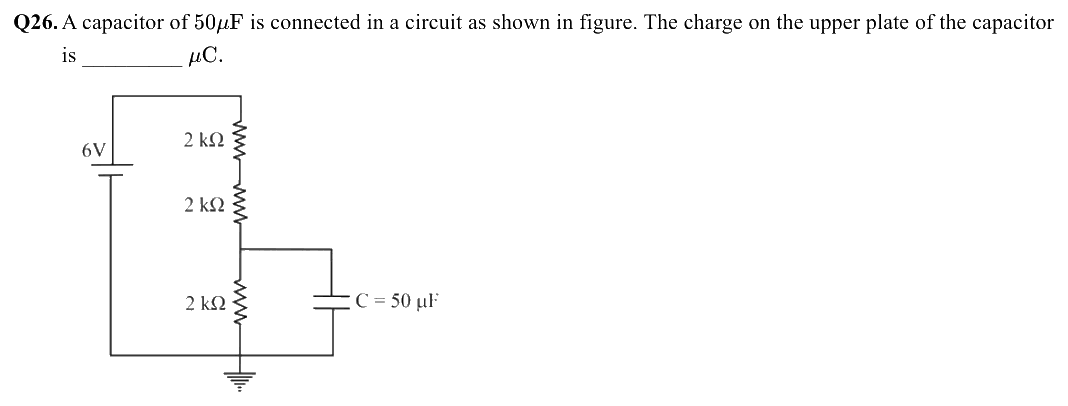 Q26. A capacitor of 50μF is connected in a circuit as shown in figure. The charge on the upper plate of the capacitor
is __________ μC.
2 kΩ
6V
2 kΩ
2 kΩ
C = 50 μF